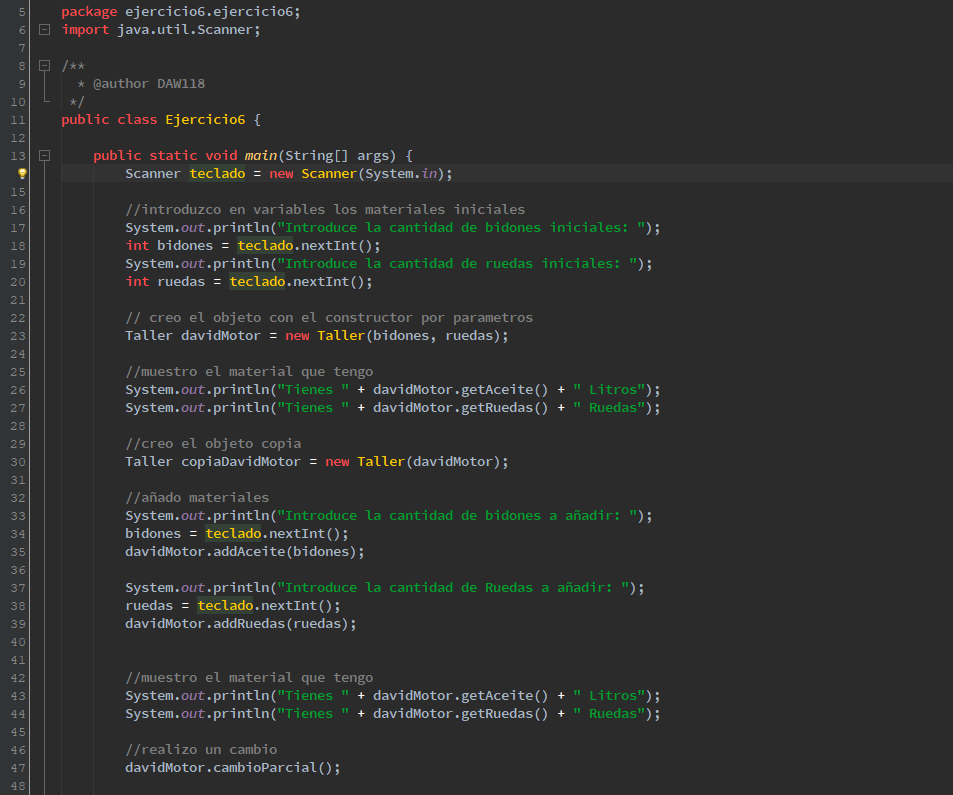 5 package ejercicio6.ejercicio6;
6 import java.util.Scanner;
7
8 /**
9 * @author DAW118
10 */
11 public class Ejercicio6 {
12
13 public static void main(String[] args) {
Scanner teclado = new Scanner(System.in);
15
16 //introduzco en variables los materiales iniciales
17 System.out.println("Introduce la cantidad de bidones iniciales: ");
18 int bidones = teclado.nextInt();
19 System.out.println("Introduce la cantidad de ruedas iniciales: ");
20 int ruedas = teclado.nextInt();
21
22 // creo el objeto con el constructor por parametros
23 Taller davidMotor = new Taller(bidones, ruedas);
24
25 //muestro el material que tengo
26 System.out.println("Tienes " + davidMotor.getAceite() + " Litros");
27 System.out.println("Tienes " + davidMotor.getRuedas() + " Ruedas");
28
29 //creo el objeto copia
30 Taller copiaDavidMotor = new Taller(davidMotor);
31
32 //añado materiales
33 System.out.println("Introduce la cantidad de bidones a añadir: ");
34 bidones = teclado.nextInt();
35 davidMotor.addAceite(bidones);
36
37 System.out.println("Introduce la cantidad de Ruedas a añadir: ");
38 ruedas = teclado.nextInt();
39 davidMotor.addRuedas(ruedas);
40
41
42 //muestro el material que tengo
43 System.out.println("Tienes " + davidMotor.getAceite() + " Litros");
44 System.out.println("Tienes " + davidMotor.getRuedas() + " Ruedas");
45
46 //realizo un cambio
47 davidMotor.cambioParcial();
48